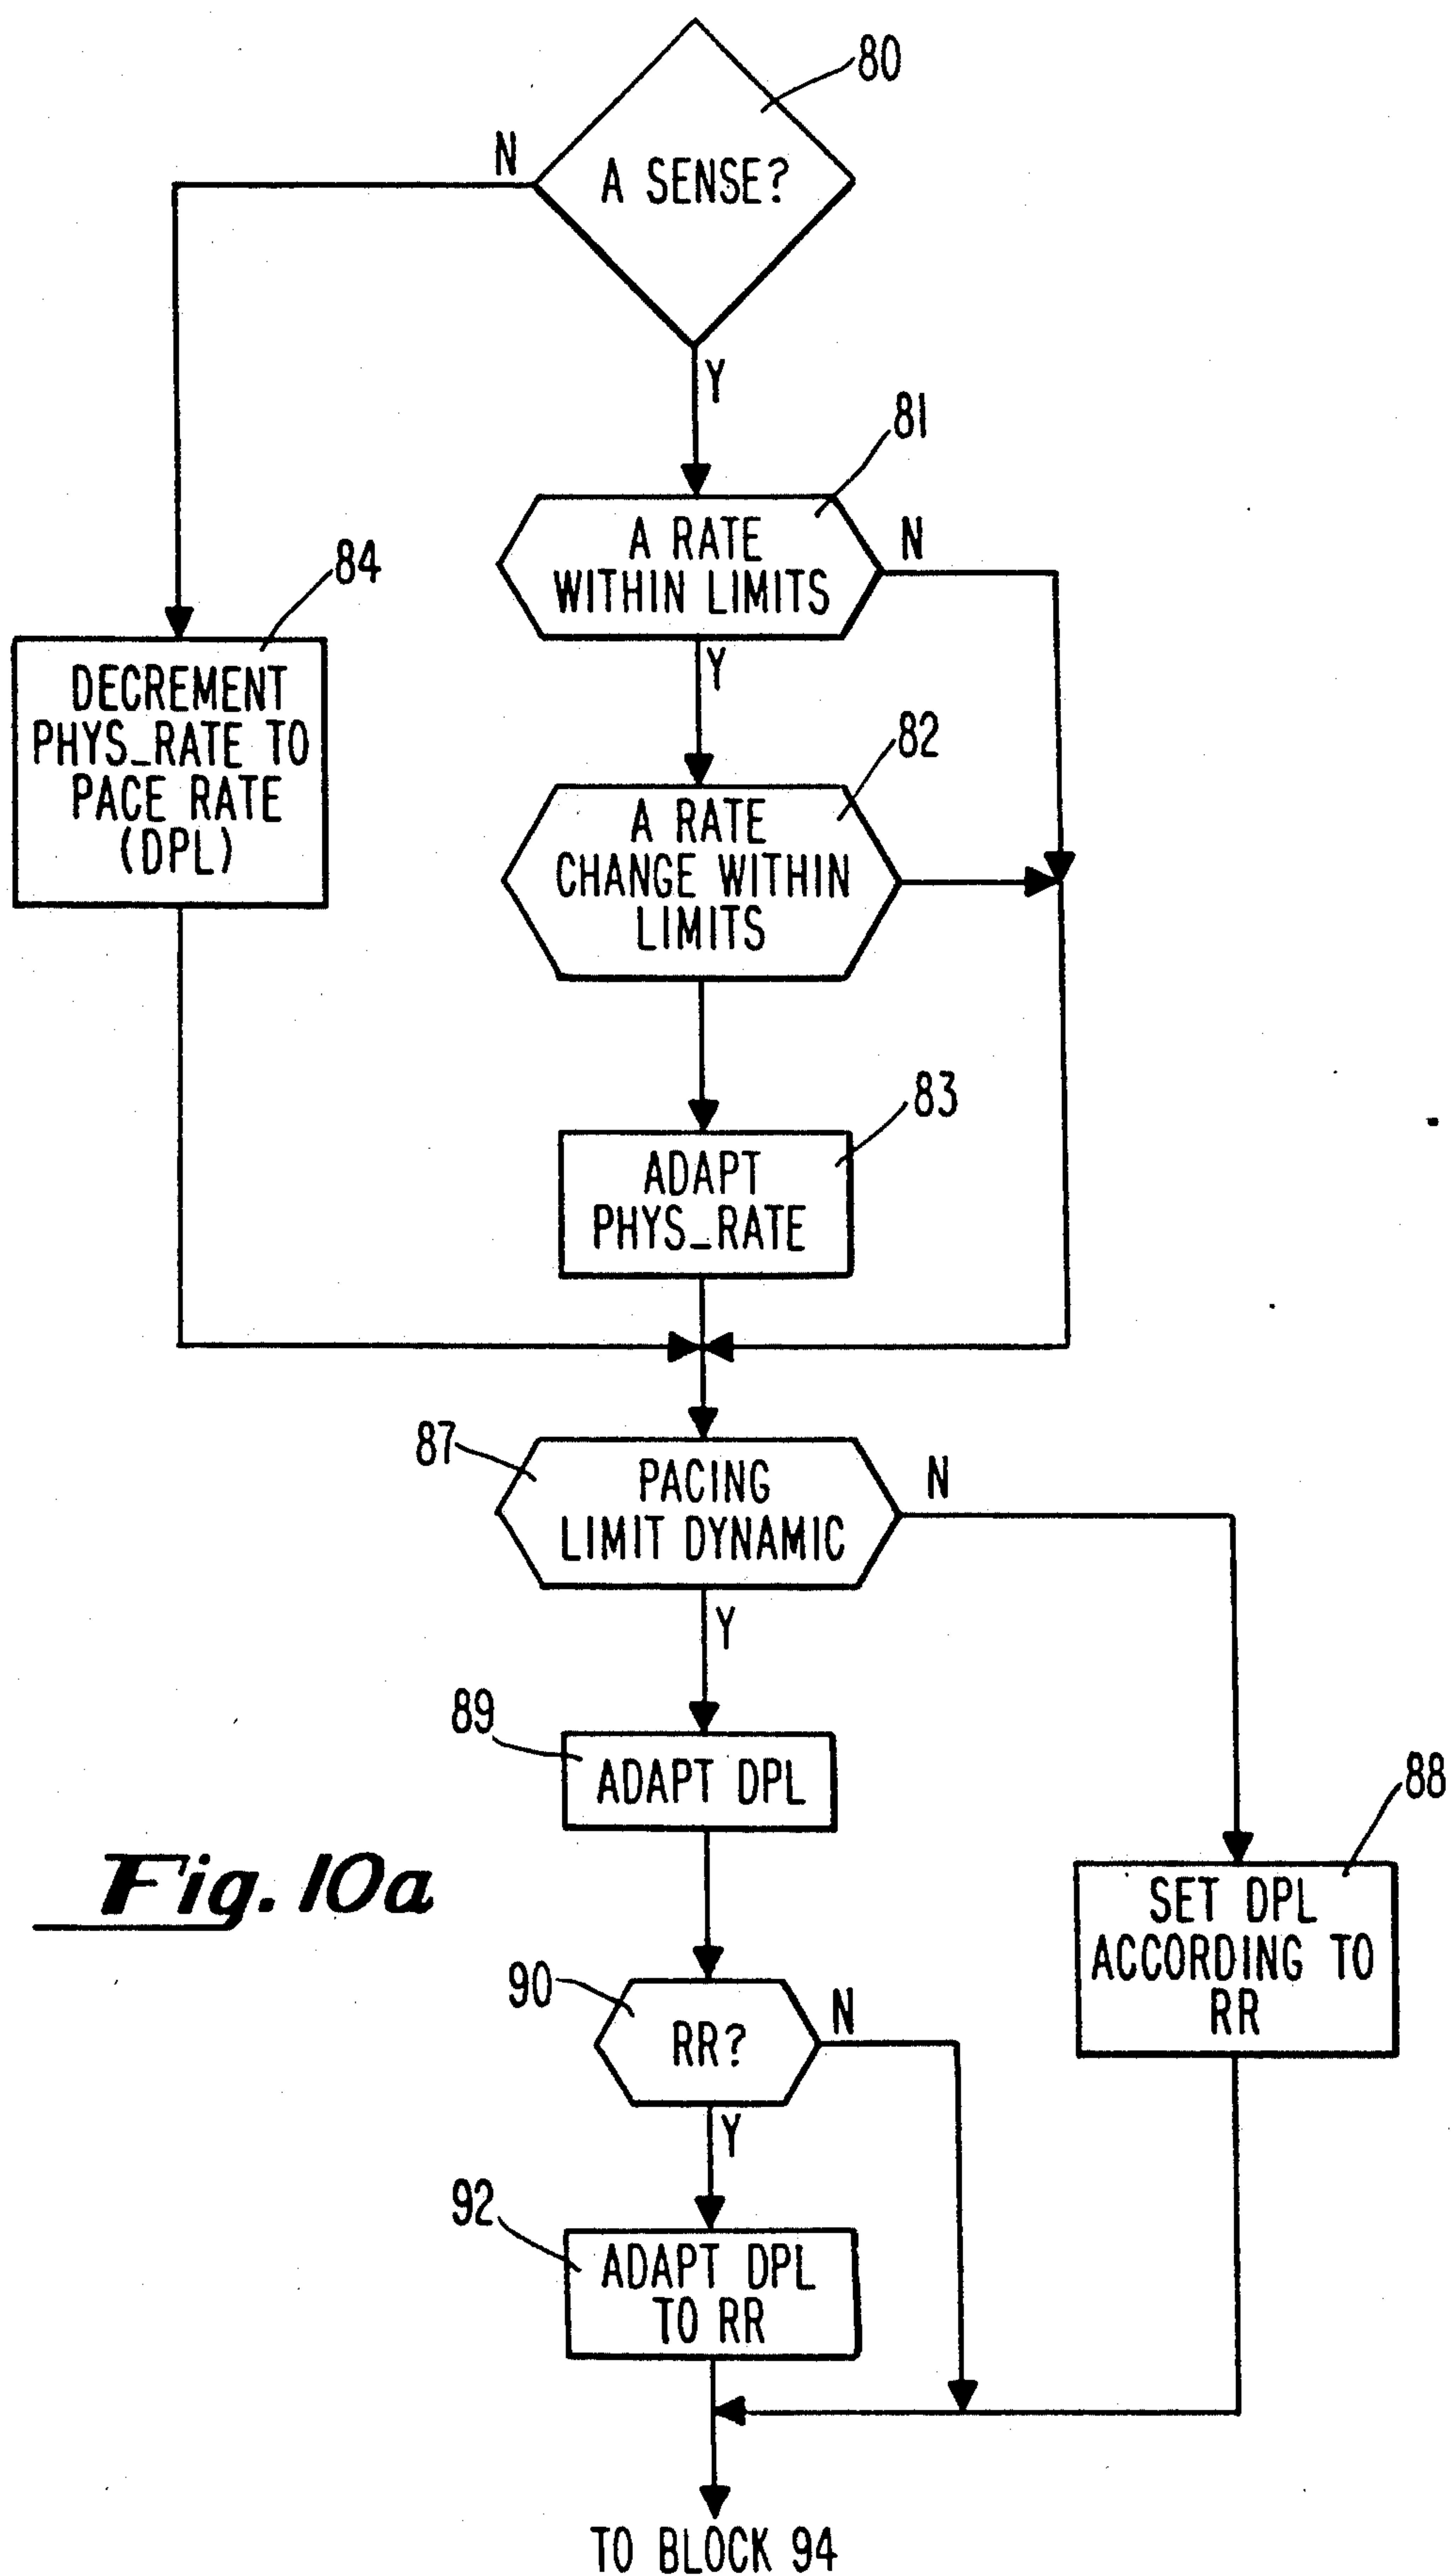 80
N
A SENSE?
Y
81
A RATE
WITHIN LIMITS
N
84
Y
DECREMENT
PHYS_RATE TO
PACE RATE
(DPL)
82
A RATE
CHANGE WITHIN
LIMITS
83
ADAPT
PHYS_RATE
87
PACING
LIMIT DYNAMIC
N
Y
89
ADAPT DPL
88
SET DPL
ACCORDING TO
RR
Fig. 10a
90
RR?
N
Y
92
ADAPT DPL
TO RR
TO BLOCK 94